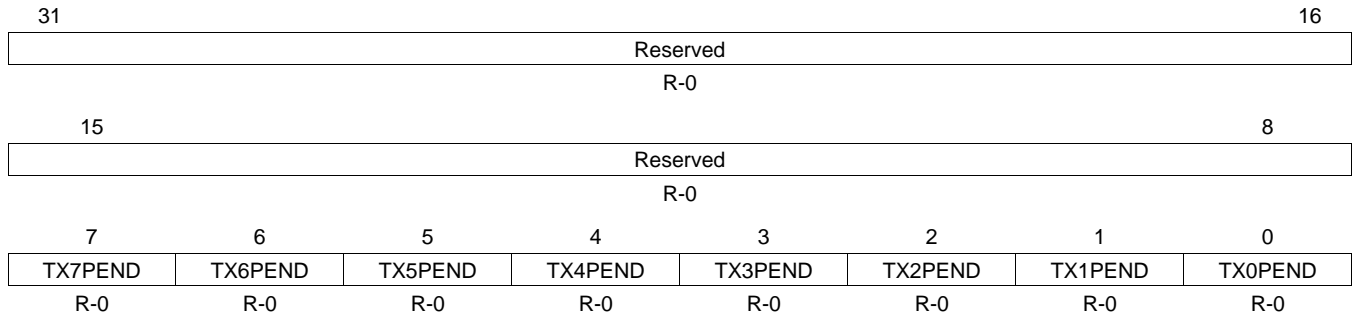 31 16
Reserved
R-0
15 8
Reserved
R-0
7 6 5 4 3 2 1 0
TX7PEND TX6PEND TX5PEND TX4PEND TX3PEND TX2PEND TX1PEND TX0PEND
R-0 R-0 R-0 R-0 R-0 R-0 R-0 R-0